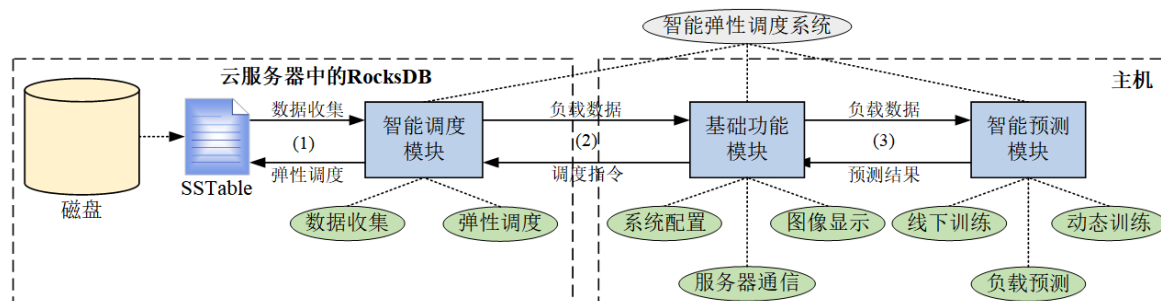 智能弹性调度系统
云服务器中的RocksDB
主机
数据收集
负载数据
负载数据
智能调度
模块
基础功能
模块
智能预测
模块
(1)
(2)
(3)
弹性调度
调度指令
预测结果
SSTable
磁盘
数据收集
弹性调度
系统配置
图像显示
线下训练
动态训练
服务器通信
负载预测